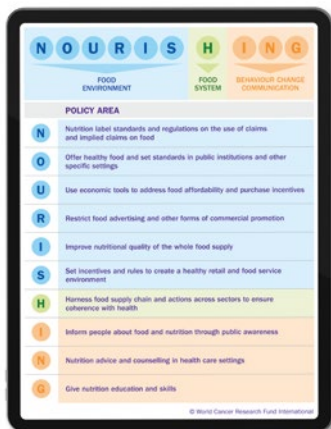 N O U R I S H I N G
FOOD
ENVIRONMENT
FOOD
SYSTEM
BEHAVIOUR CHANGE
COMMUNICATION
POLICY AREA
N Nutrition label standards and regulations on the use of claims
and implied claims on food
O Offer healthy food and set standards in public institutions and other
specific settings
U Use economic tools to address food affordability and purchase incentives
R Restrict food advertising and other forms of commercial promotion
I Improve nutritional quality of the whole food supply
S Set incentives and rules to create a healthy retail and food service
environment
H Harness food supply chain and actions across sectors to ensure
coherence with health
I Inform people about food and nutrition through public awareness
N Nutrition advice and counselling in health care settings
G Give nutrition education and skills
© World Cancer Research Fund International